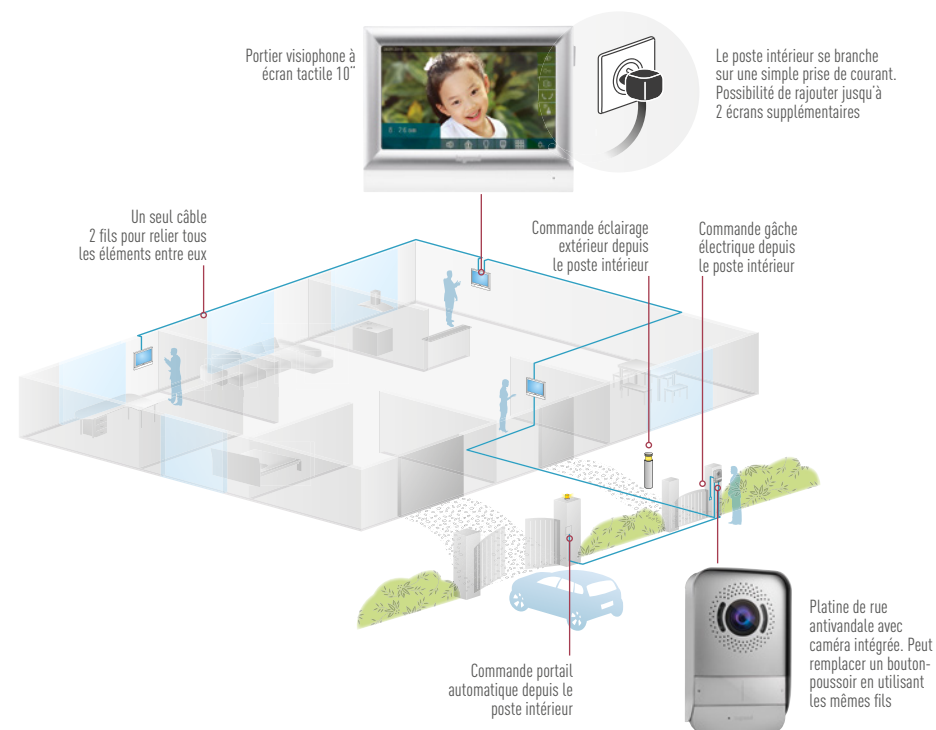 Portier visiophone à
écran tactile 10"
Le poste intérieur se branche
sur une simple prise de courant.
Possibilité de rajouter jusqu'à
2 écrans supplémentaires
Un seul câble
2 fils pour relier tous
les éléments entre eux
Commande éclairage
extérieur depuis
le poste intérieur
Commande gâche
électrique depuis
le poste intérieur
Commande portail
automatique depuis le
poste intérieur
Platine de rue
antivandale avec
caméra intégrée. Peut
remplacer un bouton-
poussoir en utilisant
les mêmes fils